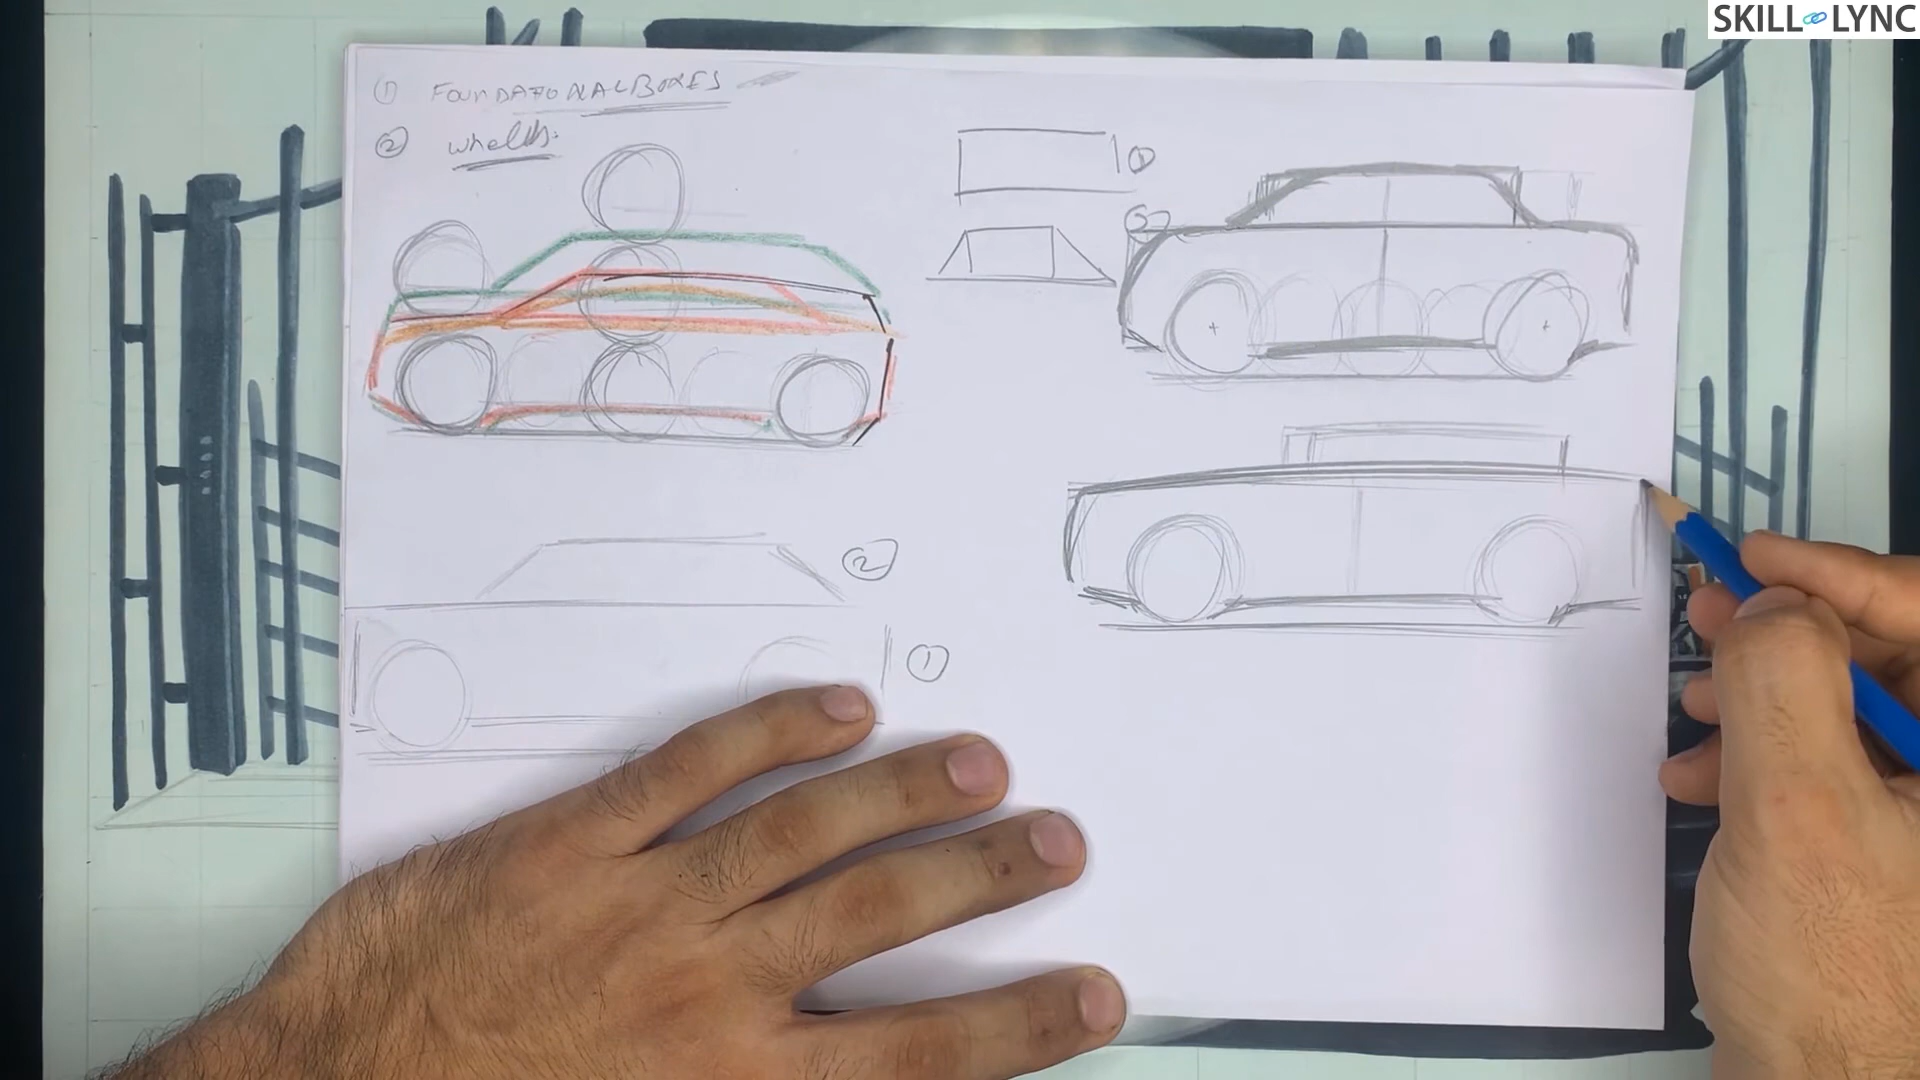 SKILL LYNC
① FOUNDATIONAL BOXES
② wheels.
①
②
②
①